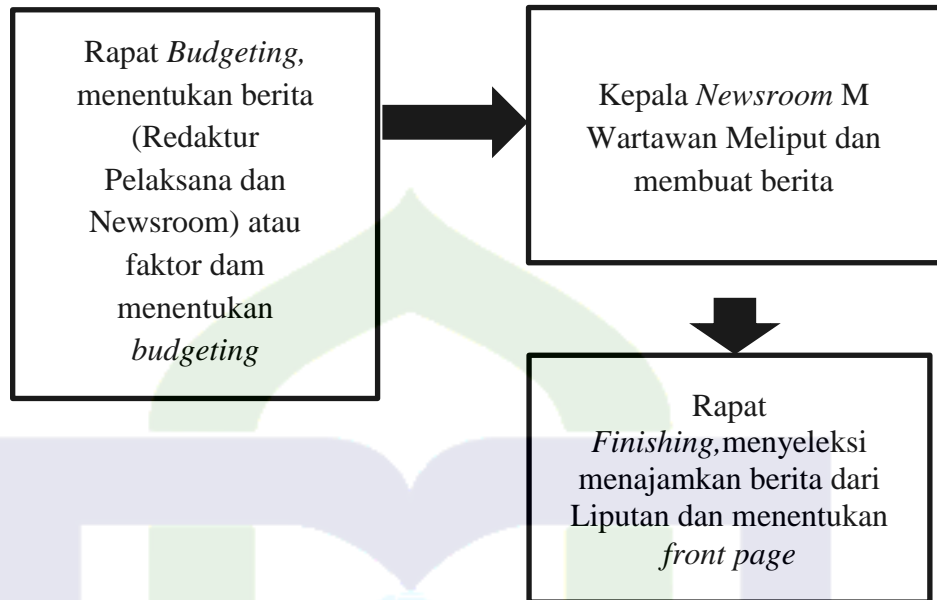 Rapat Budgeting,
menentukan berita
(Redaktur
Pelaksana dan
Newsroom) atau
faktor dam
menentukan
budgeting
Kepala Newsroom M
Wartawan Meliput dan
membuat berita
Rapat
Finishing,menyeleksi
menajamkan berita dari
Liputan dan menentukan
front page